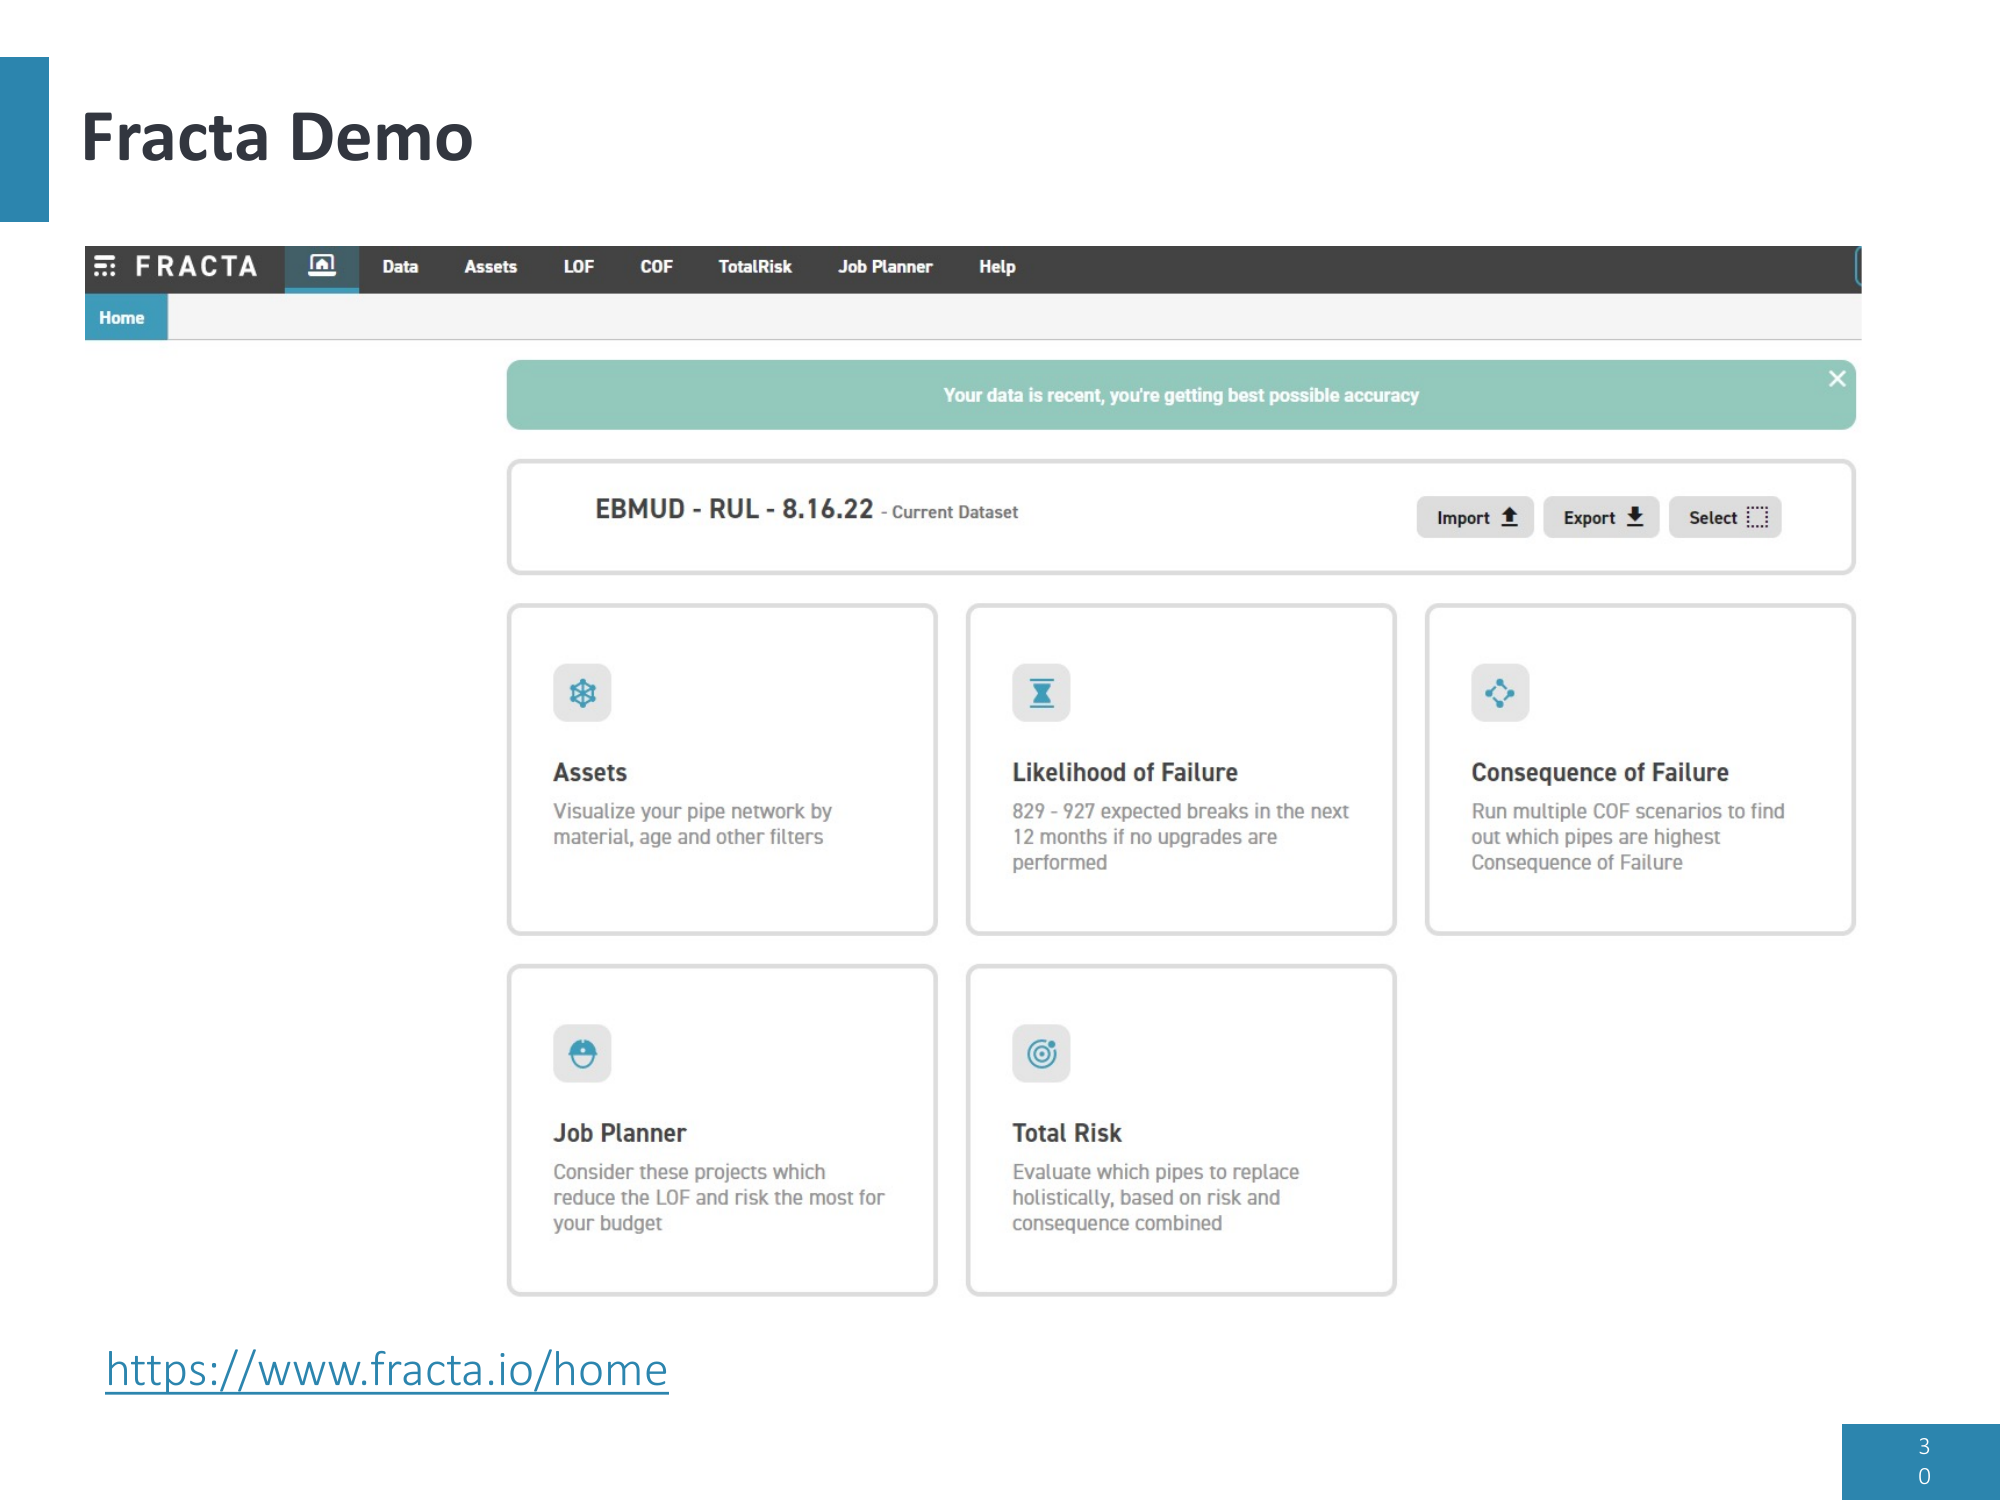 Fracta Demo
FRACTA Data Assets LOF COF TotalRisk Job Planner Help
Home
Your data is recent, you're getting best possible accuracy
EBMUD - RUL - 8.16.22 - Current Dataset
Import Export Select
Assets
Visualize your pipe network by
material, age and other filters
Likelihood of Failure
829 - 927 expected breaks in the next
12 months if no upgrades are
performed
Consequence of Failure
Run multiple COF scenarios to find
out which pipes are highest
Consequence of Failure
Job Planner
Consider these projects which
reduce the LOF and risk the most for
your budget
Total Risk
Evaluate which pipes to replace
holistically, based on risk and
consequence combined
https://www.fracta.io/home
3
0